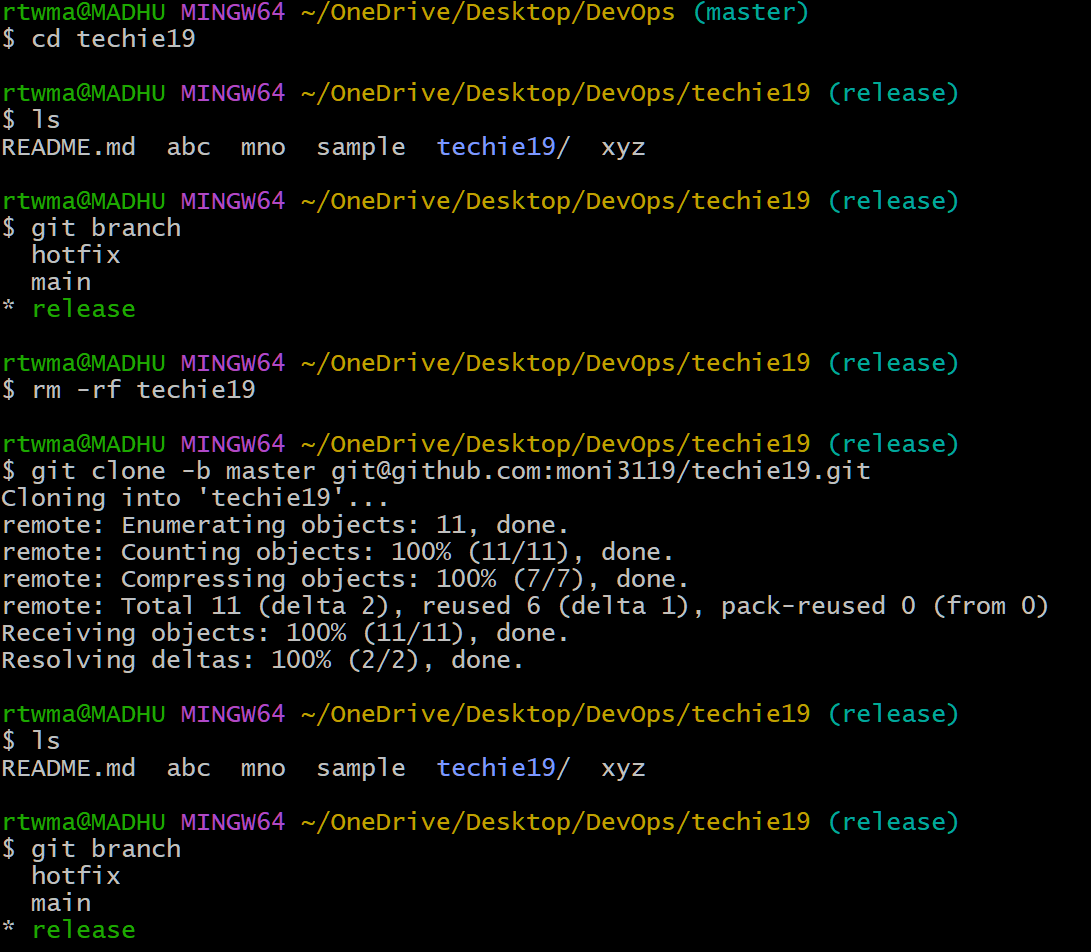 rtwma@MADHU MINGW64 ~/OneDrive/Desktop/DevOps (master)
$ cd techie19
rtwma@MADHU MINGW64 ~/OneDrive/Desktop/DevOps/techie19 (release)
$ ls
README.md  abc  mno  sample  techie19/  xyz
rtwma@MADHU MINGW64 ~/OneDrive/Desktop/DevOps/techie19 (release)
$ git branch
  hotfix
  main
* release
rtwma@MADHU MINGW64 ~/OneDrive/Desktop/DevOps/techie19 (release)
$ rm -rf techie19
rtwma@MADHU MINGW64 ~/OneDrive/Desktop/DevOps/techie19 (release)
$ git clone -b master git@github.com:moni3119/techie19.git
Cloning into 'techie19'...
remote: Enumerating objects: 11, done.
remote: Counting objects: 100% (11/11), done.
remote: Compressing objects: 100% (7/7), done.
remote: Total 11 (delta 2), reused 6 (delta 1), pack-reused 0 (from 0)
Receiving objects: 100% (11/11), done.
Resolving deltas: 100% (2/2), done.
rtwma@MADHU MINGW64 ~/OneDrive/Desktop/DevOps/techie19 (release)
$ ls
README.md  abc  mno  sample  techie19/  xyz
rtwma@MADHU MINGW64 ~/OneDrive/Desktop/DevOps/techie19 (release)
$ git branch
  hotfix
  main
* release